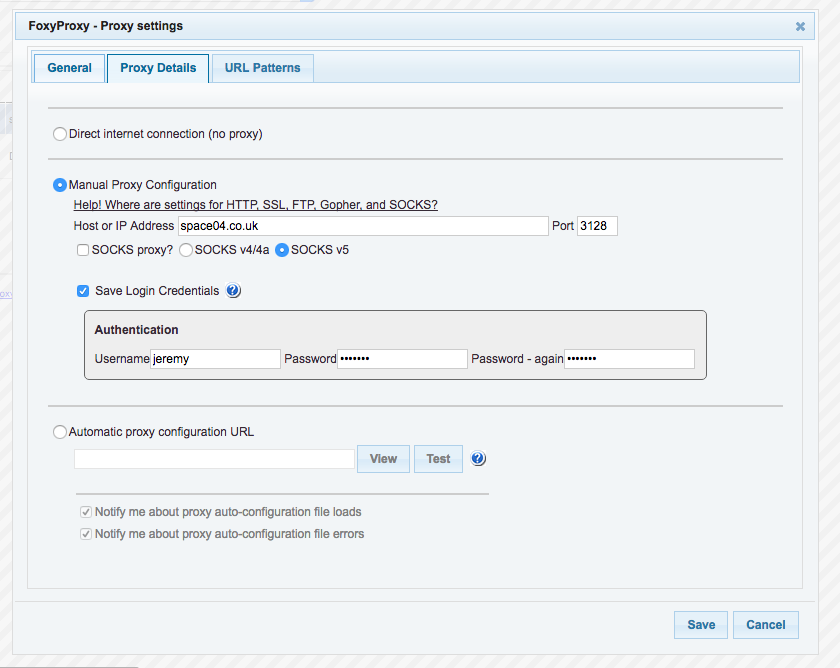 FoxyProxy - Proxy settings
General Proxy Details URL Patterns
Direct internet connection (no proxy)
Manual Proxy Configuration
Help! Where are settings for HTTP, SSL, FTP, Gopher, and SOCKS?
Host or IP Address space04.co.uk Port 3128
SOCKS proxy? SOCKS v4/4a SOCKS v5
Save Login Credentials ?
Authentication
Username jeremy Password ••••••• Password - again •••••••
Automatic proxy configuration URL
View Test ?
Notify me about proxy auto-configuration file loads
Notify me about proxy auto-configuration file errors
Save Cancel